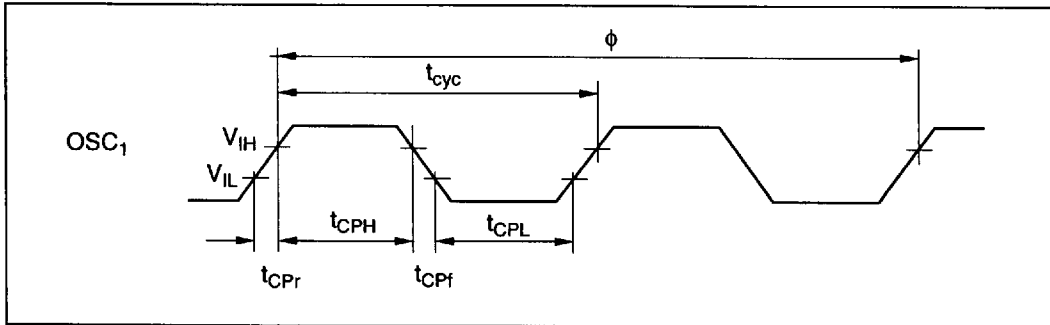 ϕ
t_cyc
OSC₁
V_IH
V_IL
t_CPH
t_CPL
t_CPr
t_CPf